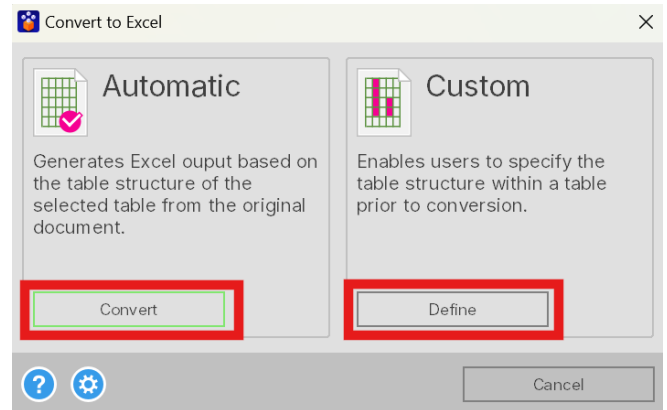 Convert to Excel
Automatic
Generates Excel ouput based on
the table structure of the
selected table from the original
document.
Convert
Custom
Enables users to specify the
table structure within a table
prior to conversion.
Define
?
Cancel